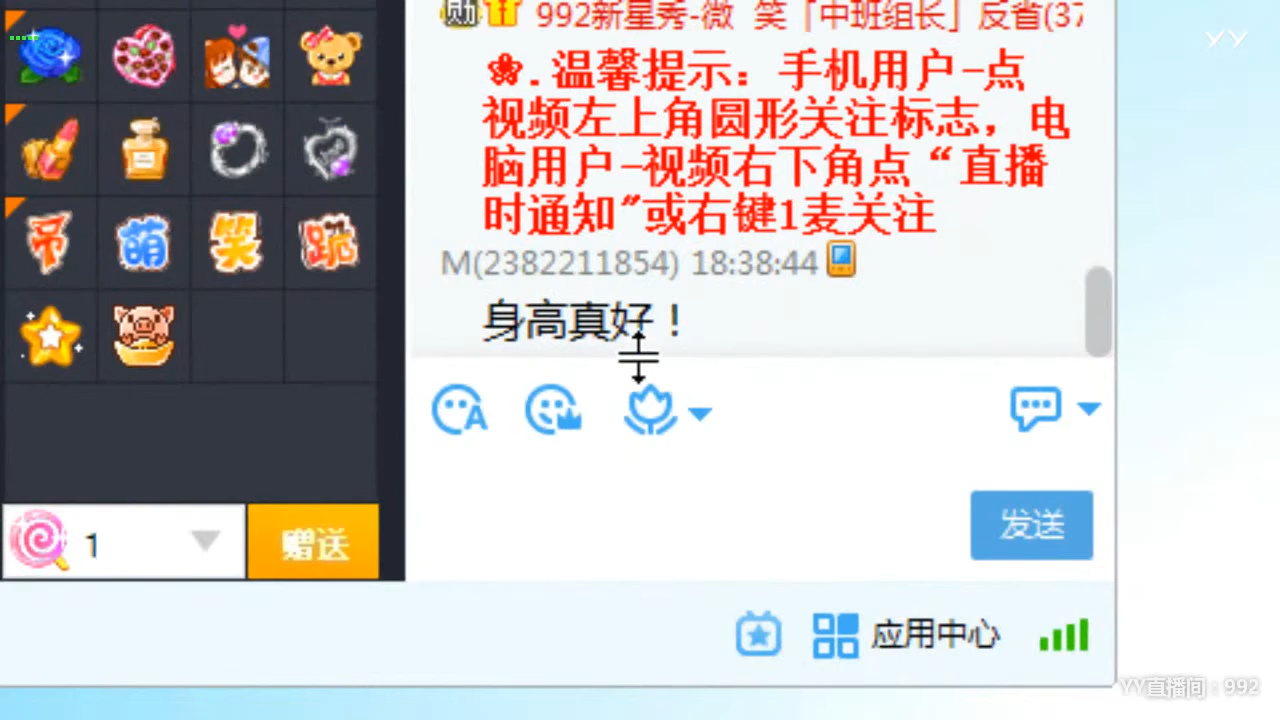 勋 992新星秀-微 笑「中班组长」反省(37
YY
❀.温馨提示：手机用户-点
视频左上角圆形关注标志，电
脑用户-视频右下角点“直播
时通知"或右键1麦关注
M(2382211854) 18:38:44
身高真好！
吊 萌 笑 跪
A
发送
1 赠送
应用中心
YY直播间：992